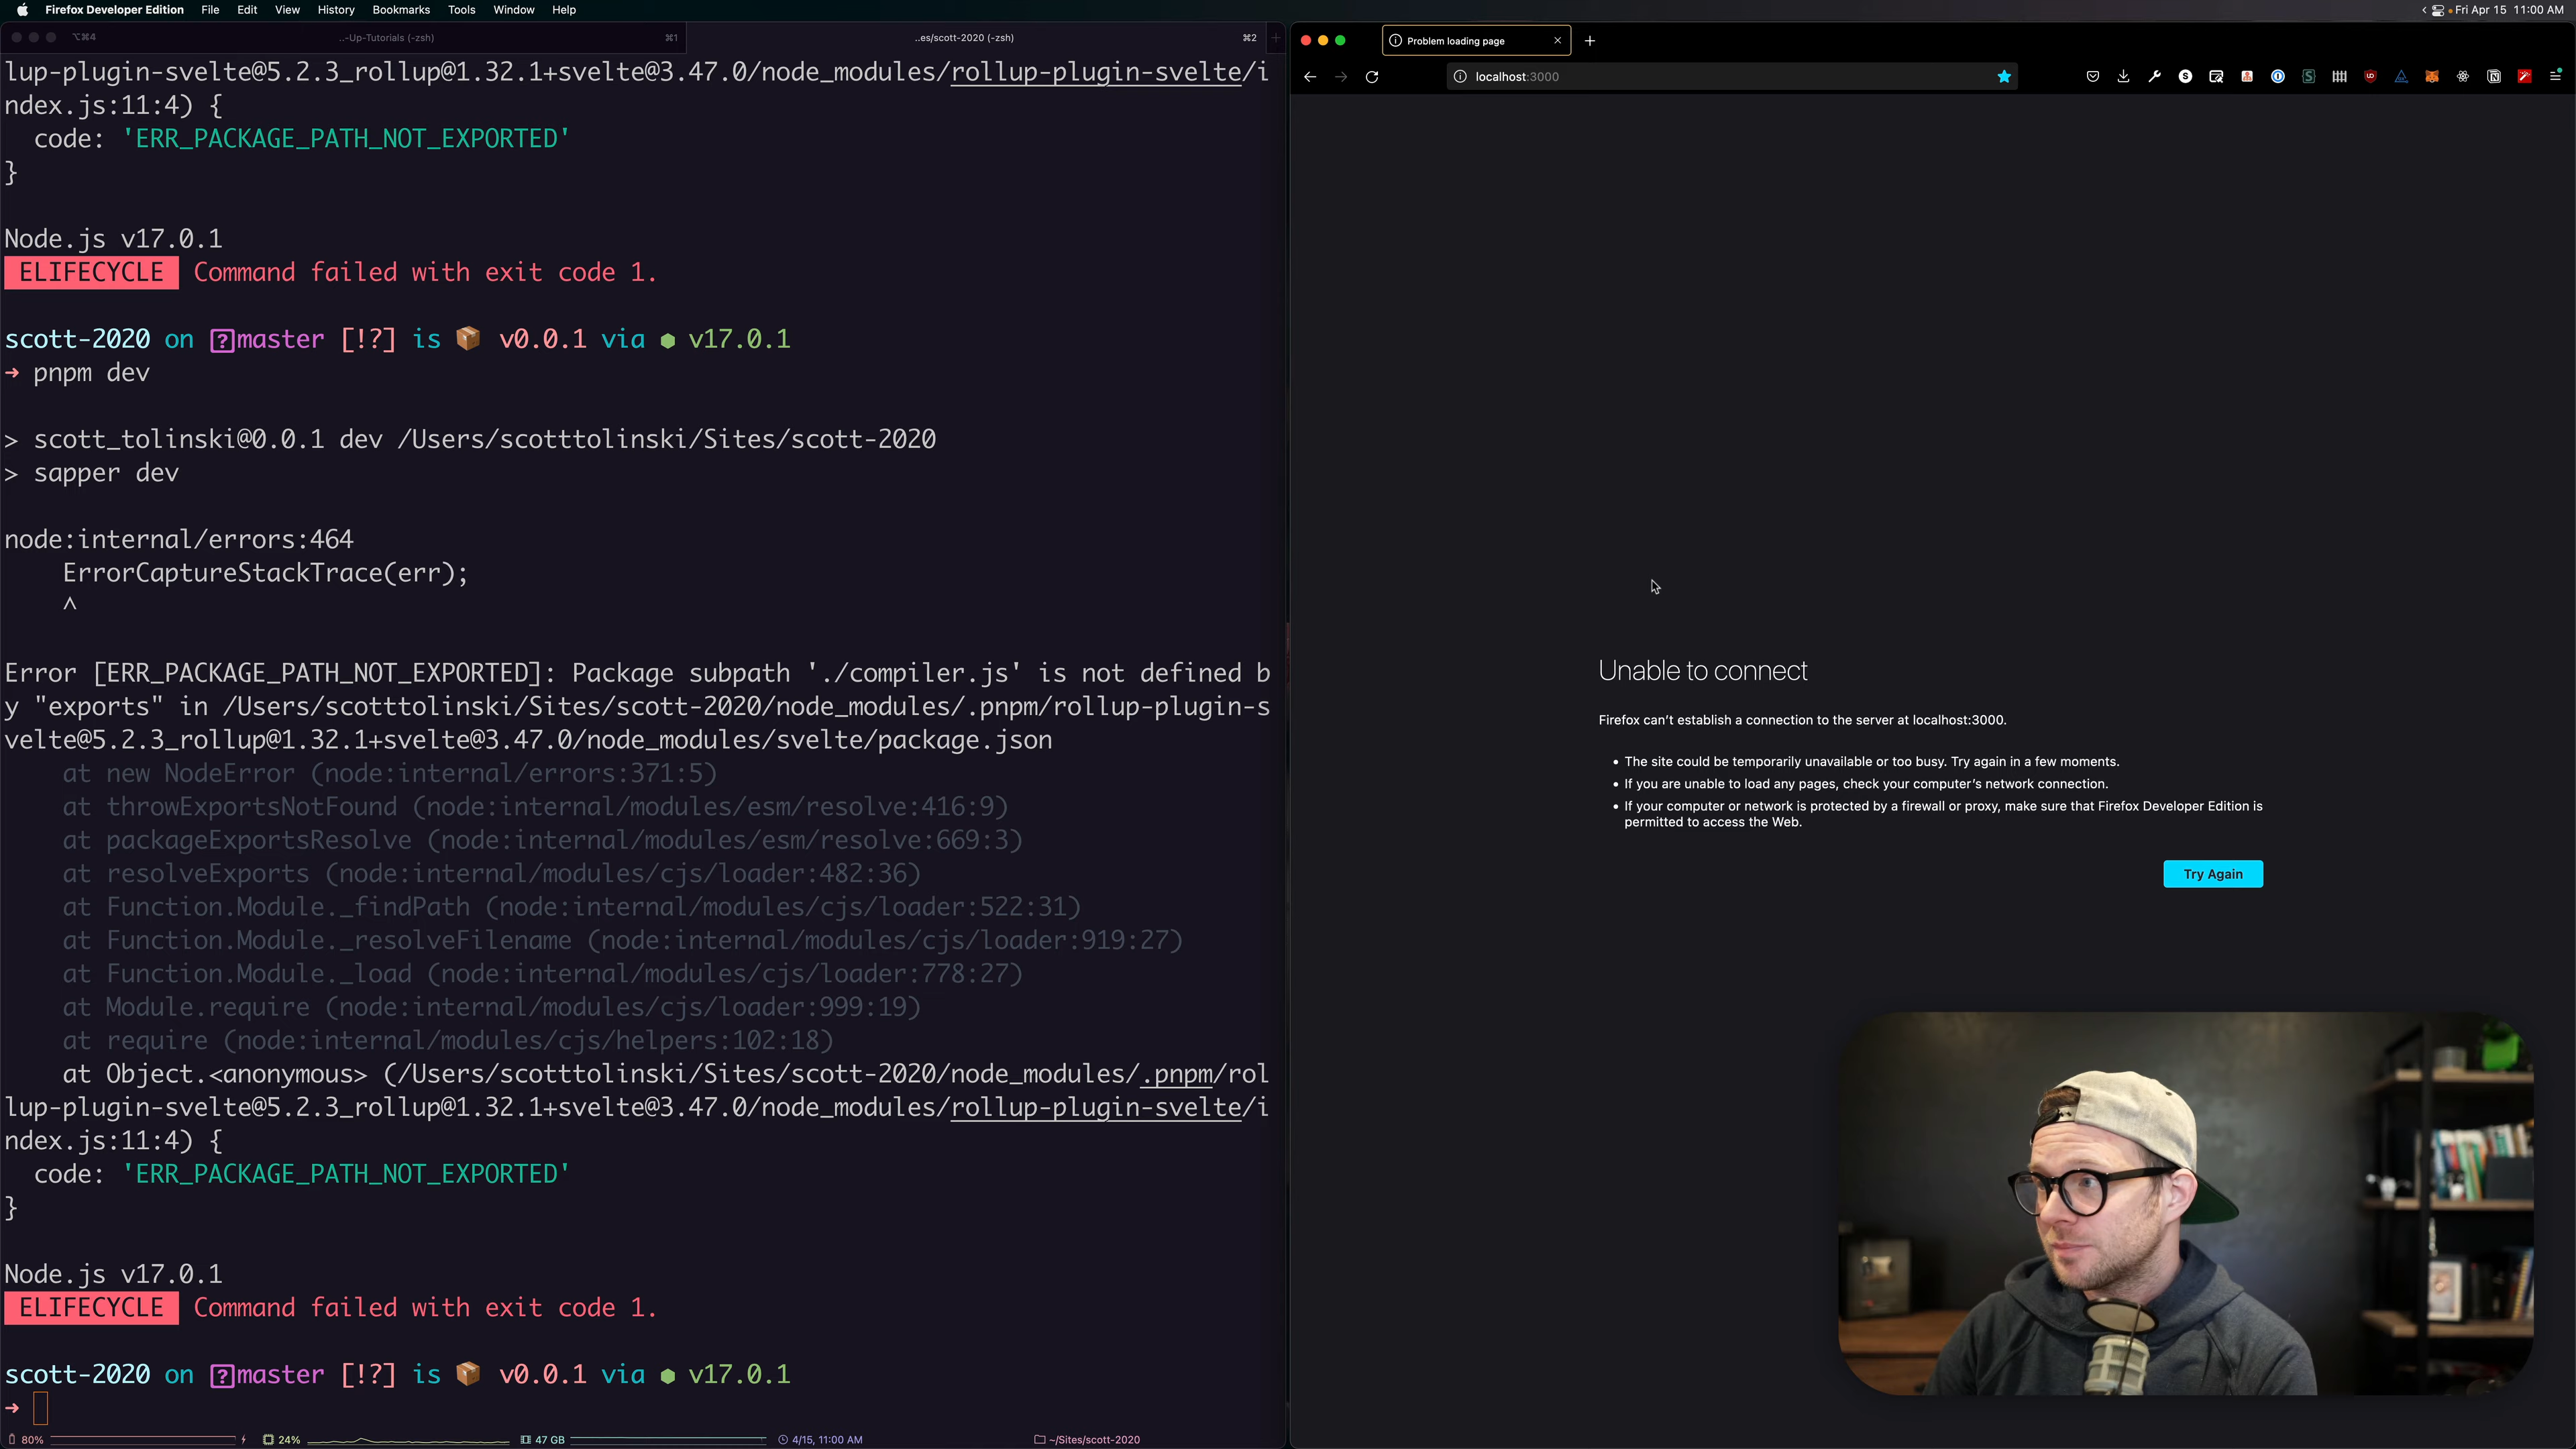 Firefox Developer Edition File Edit View History Bookmarks Tools Window Help
Fri Apr 15 11:00 AM
⌥⌘4
..-Up-Tutorials (-zsh) ⌘1
..es/scott-2020 (-zsh) ⌘2
lup-plugin-svelte@5.2.3_rollup@1.32.1+svelte@3.47.0/node_modules/rollup-plugin-svelte/i
ndex.js:11:4) {
code: 'ERR_PACKAGE_PATH_NOT_EXPORTED'
}
Node.js v17.0.1
ELIFECYCLE Command failed with exit code 1.
scott-2020 on [?]master [!?] is 📦 v0.0.1 via ⬢ v17.0.1
→ pnpm dev
> scott_tolinski@0.0.1 dev /Users/scotttolinski/Sites/scott-2020
> sapper dev
node:internal/errors:464
ErrorCaptureStackTrace(err);
^
Error [ERR_PACKAGE_PATH_NOT_EXPORTED]: Package subpath './compiler.js' is not defined b
y "exports" in /Users/scotttolinski/Sites/scott-2020/node_modules/.pnpm/rollup-plugin-s
velte@5.2.3_rollup@1.32.1+svelte@3.47.0/node_modules/svelte/package.json
at new NodeError (node:internal/errors:371:5)
at throwExportsNotFound (node:internal/modules/esm/resolve:416:9)
at packageExportsResolve (node:internal/modules/esm/resolve:669:3)
at resolveExports (node:internal/modules/cjs/loader:482:36)
at Function.Module._findPath (node:internal/modules/cjs/loader:522:31)
at Function.Module._resolveFilename (node:internal/modules/cjs/loader:919:27)
at Function.Module._load (node:internal/modules/cjs/loader:778:27)
at Module.require (node:internal/modules/cjs/loader:999:19)
at require (node:internal/modules/cjs/helpers:102:18)
at Object.<anonymous> (/Users/scotttolinski/Sites/scott-2020/node_modules/.pnpm/rol
lup-plugin-svelte@5.2.3_rollup@1.32.1+svelte@3.47.0/node_modules/rollup-plugin-svelte/i
ndex.js:11:4) {
code: 'ERR_PACKAGE_PATH_NOT_EXPORTED'
}
Node.js v17.0.1
ELIFECYCLE Command failed with exit code 1.
scott-2020 on [?]master [!?] is 📦 v0.0.1 via ⬢ v17.0.1
→
80% 24% 47 GB 4/15, 11:00 AM ~/Sites/scott-2020
Problem loading page
localhost:3000
Unable to connect
Firefox can’t establish a connection to the server at localhost:3000.
• The site could be temporarily unavailable or too busy. Try again in a few moments.
• If you are unable to load any pages, check your computer’s network connection.
• If your computer or network is protected by a firewall or proxy, make sure that Firefox Developer Edition is
permitted to access the Web.
Try Again